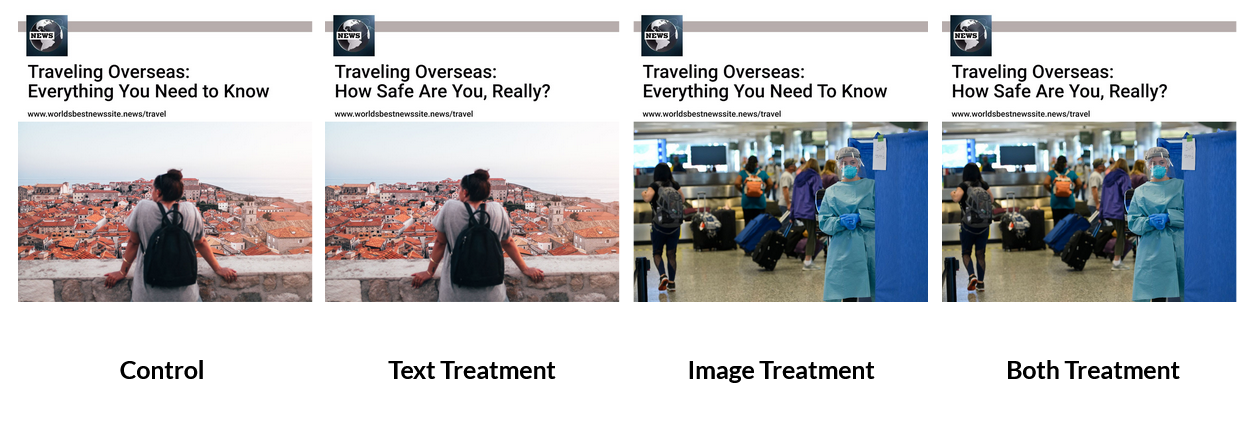 NEWS
Traveling Overseas:
Everything You Need to Know
www.worldsbestnewssite.news/travel
NEWS
Traveling Overseas:
How Safe Are You, Really?
www.worldsbestnewssite.news/travel
NEWS
Traveling Overseas:
Everything You Need To Know
www.worldsbestnewssite.news/travel
NEWS
Traveling Overseas:
How Safe Are You, Really?
www.worldsbestnewssite.news/travel
Control
Text Treatment
Image Treatment
Both Treatment